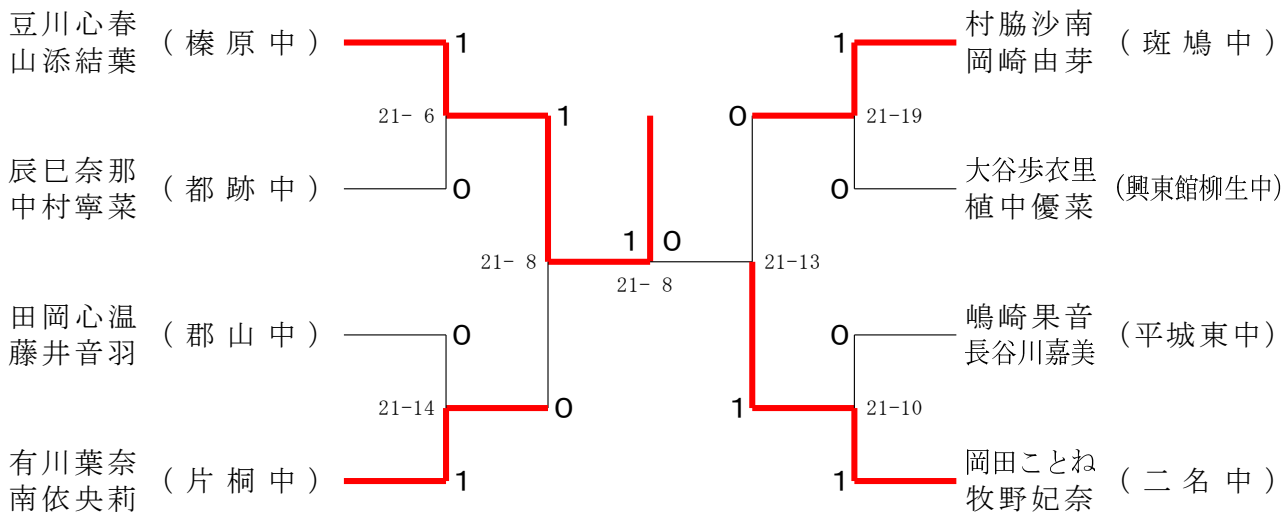 豆川心春
山添結葉
(榛原中)
1
21- 6
1
辰巳奈那
中村寧菜
(都跡中)
0
21- 8
田岡心温
藤井音羽
(郡山中)
0
21-14
0
有川葉奈
南依央莉
(片桐中)
1
1 0
21- 8
村脇沙南
岡崎由芽
(斑鳩中)
1
0
21-19
大谷歩衣里
植中優菜
(興東館柳生中)
0
21-13
嶋崎果音
長谷川嘉美
(平城東中)
0
1
21-10
岡田ことね
牧野妃奈
(二名中)
1